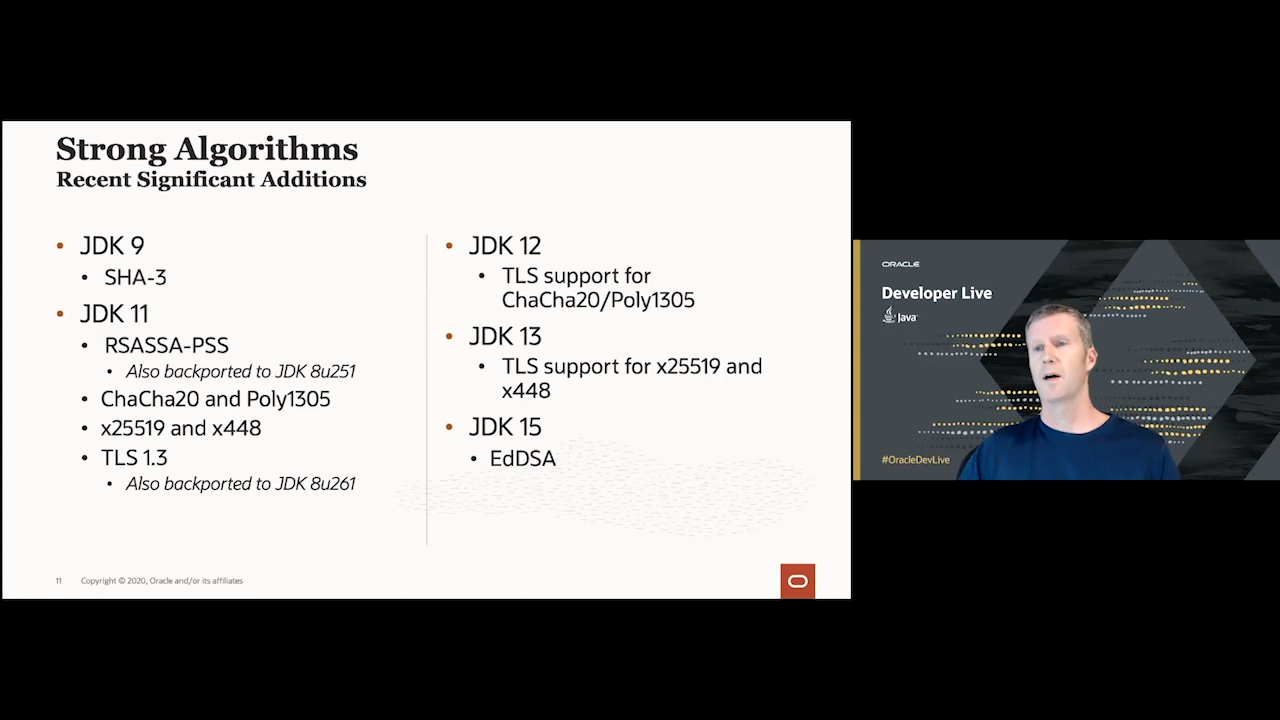 Strong Algorithms
Recent Significant Additions
• JDK 9
• SHA-3
• JDK 11
• RSASSA-PSS
• Also backported to JDK 8u251
• ChaCha20 and Poly1305
• x25519 and x448
• TLS 1.3
• Also backported to JDK 8u261
• JDK 12
• TLS support for
ChaCha20/Poly1305
• JDK 13
• TLS support for x25519 and
x448
• JDK 15
• EdDSA
11 Copyright © 2020, Oracle and/or its affiliates
ORACLE
Developer Live
Java
#OracleDevLive